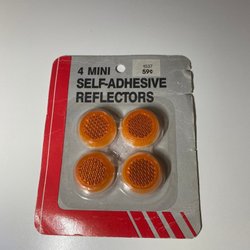 4 MINI
SELF-ADHESIVE
REFLECTORS
59¢